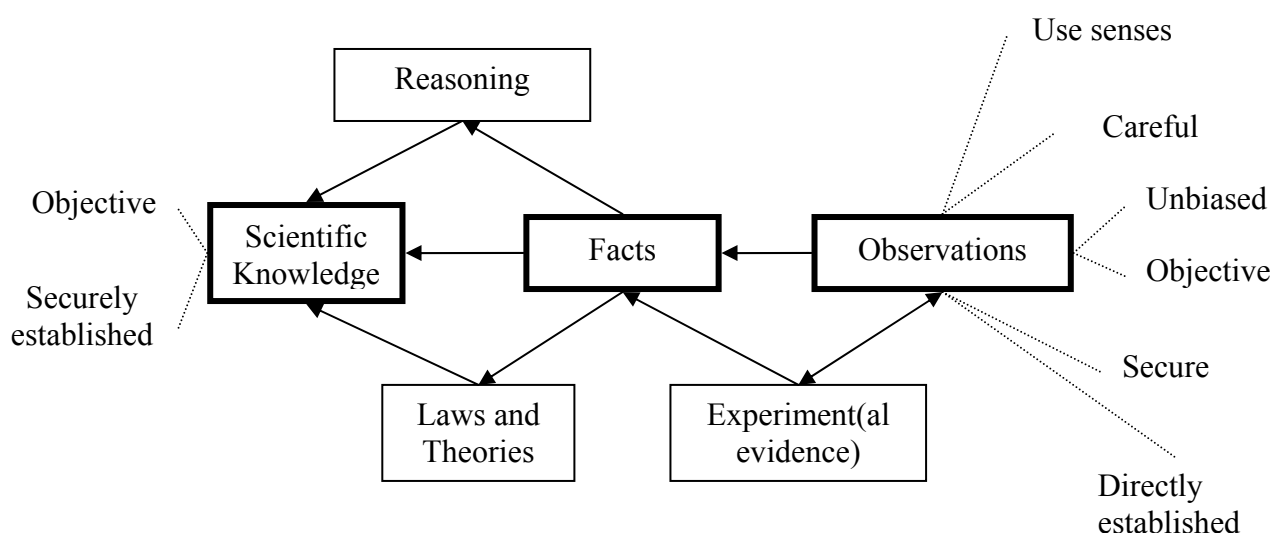 Use senses
Reasoning
Careful
Objective
Unbiased
Scientific
Knowledge
Facts
Observations
Objective
Securely
established
Secure
Laws and
Theories
Experiment(al
evidence)
Directly
established